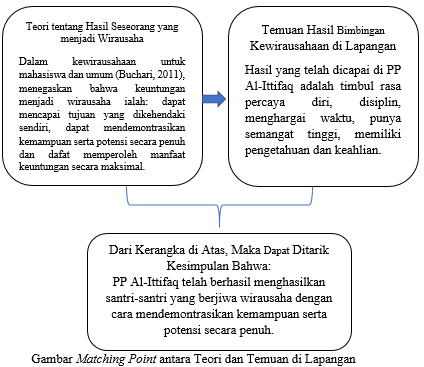 Teori tentang Hasil Seseorang yang
menjadi Wirausaha
Dalam kewirausahaan untuk
mahasiswa dan umum (Buchari, 2011),
menegaskan bahwa keuntungan
menjadi wirausaha ialah: dapat
mencapai tujuan yang dikehendaki
sendiri, dapat mendemontrasikan
kemampuan serta potensi secara penuh
dan dafat memperoleh manfaat
keuntungan secara maksimal.
Temuan Hasil Bimbingan
Kewirausahaan di Lapangan
Hasil yang telah dicapai di PP
Al-Ittifaq adalah timbul rasa
percaya diri, disiplin,
menghargai waktu, punya
semangat tinggi, memiliki
pengetahuan dan keahlian.
Dari Kerangka di Atas, Maka Dapat Ditarik
Kesimpulan Bahwa:
PP Al-Ittifaq telah berhasil menghasilkan
santri-santri yang berjiwa wirausaha dengan
cara mendemontrasikan kemampuan serta
potensi secara penuh.
Gambar Matching Point antara Teori dan Temuan di Lapangan